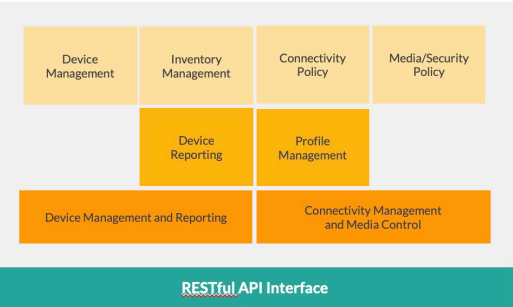 Device
Management
Inventory
Management
Connectivity
Policy
Media/Security
Policy
Device
Reporting
Profile
Management
Device Management and Reporting
Connectivity Management
and Media Control
RESTful API Interface